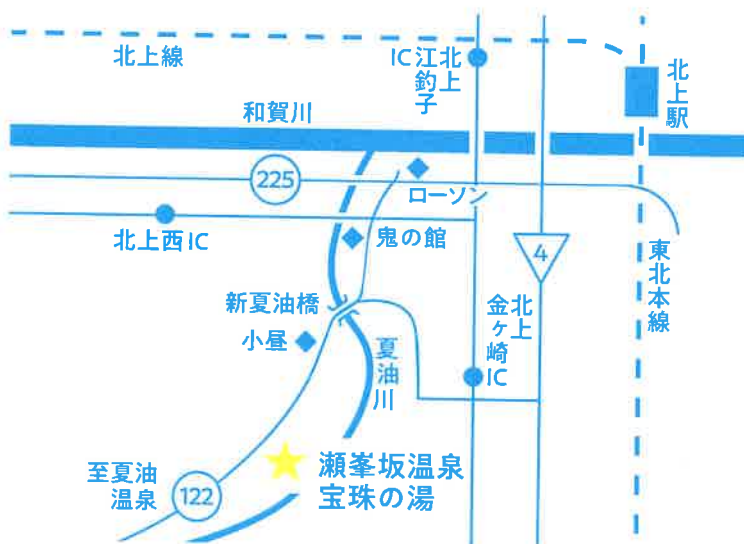 北上線
北上
江釣子
IC
北上駅
和賀川
225
ローソン
北上西IC
鬼の館
4
東北本線
新夏油橋
北上
金ヶ崎
IC
小昼
夏油川
瀬峯坂温泉
宝珠の湯
至夏油
温泉
122